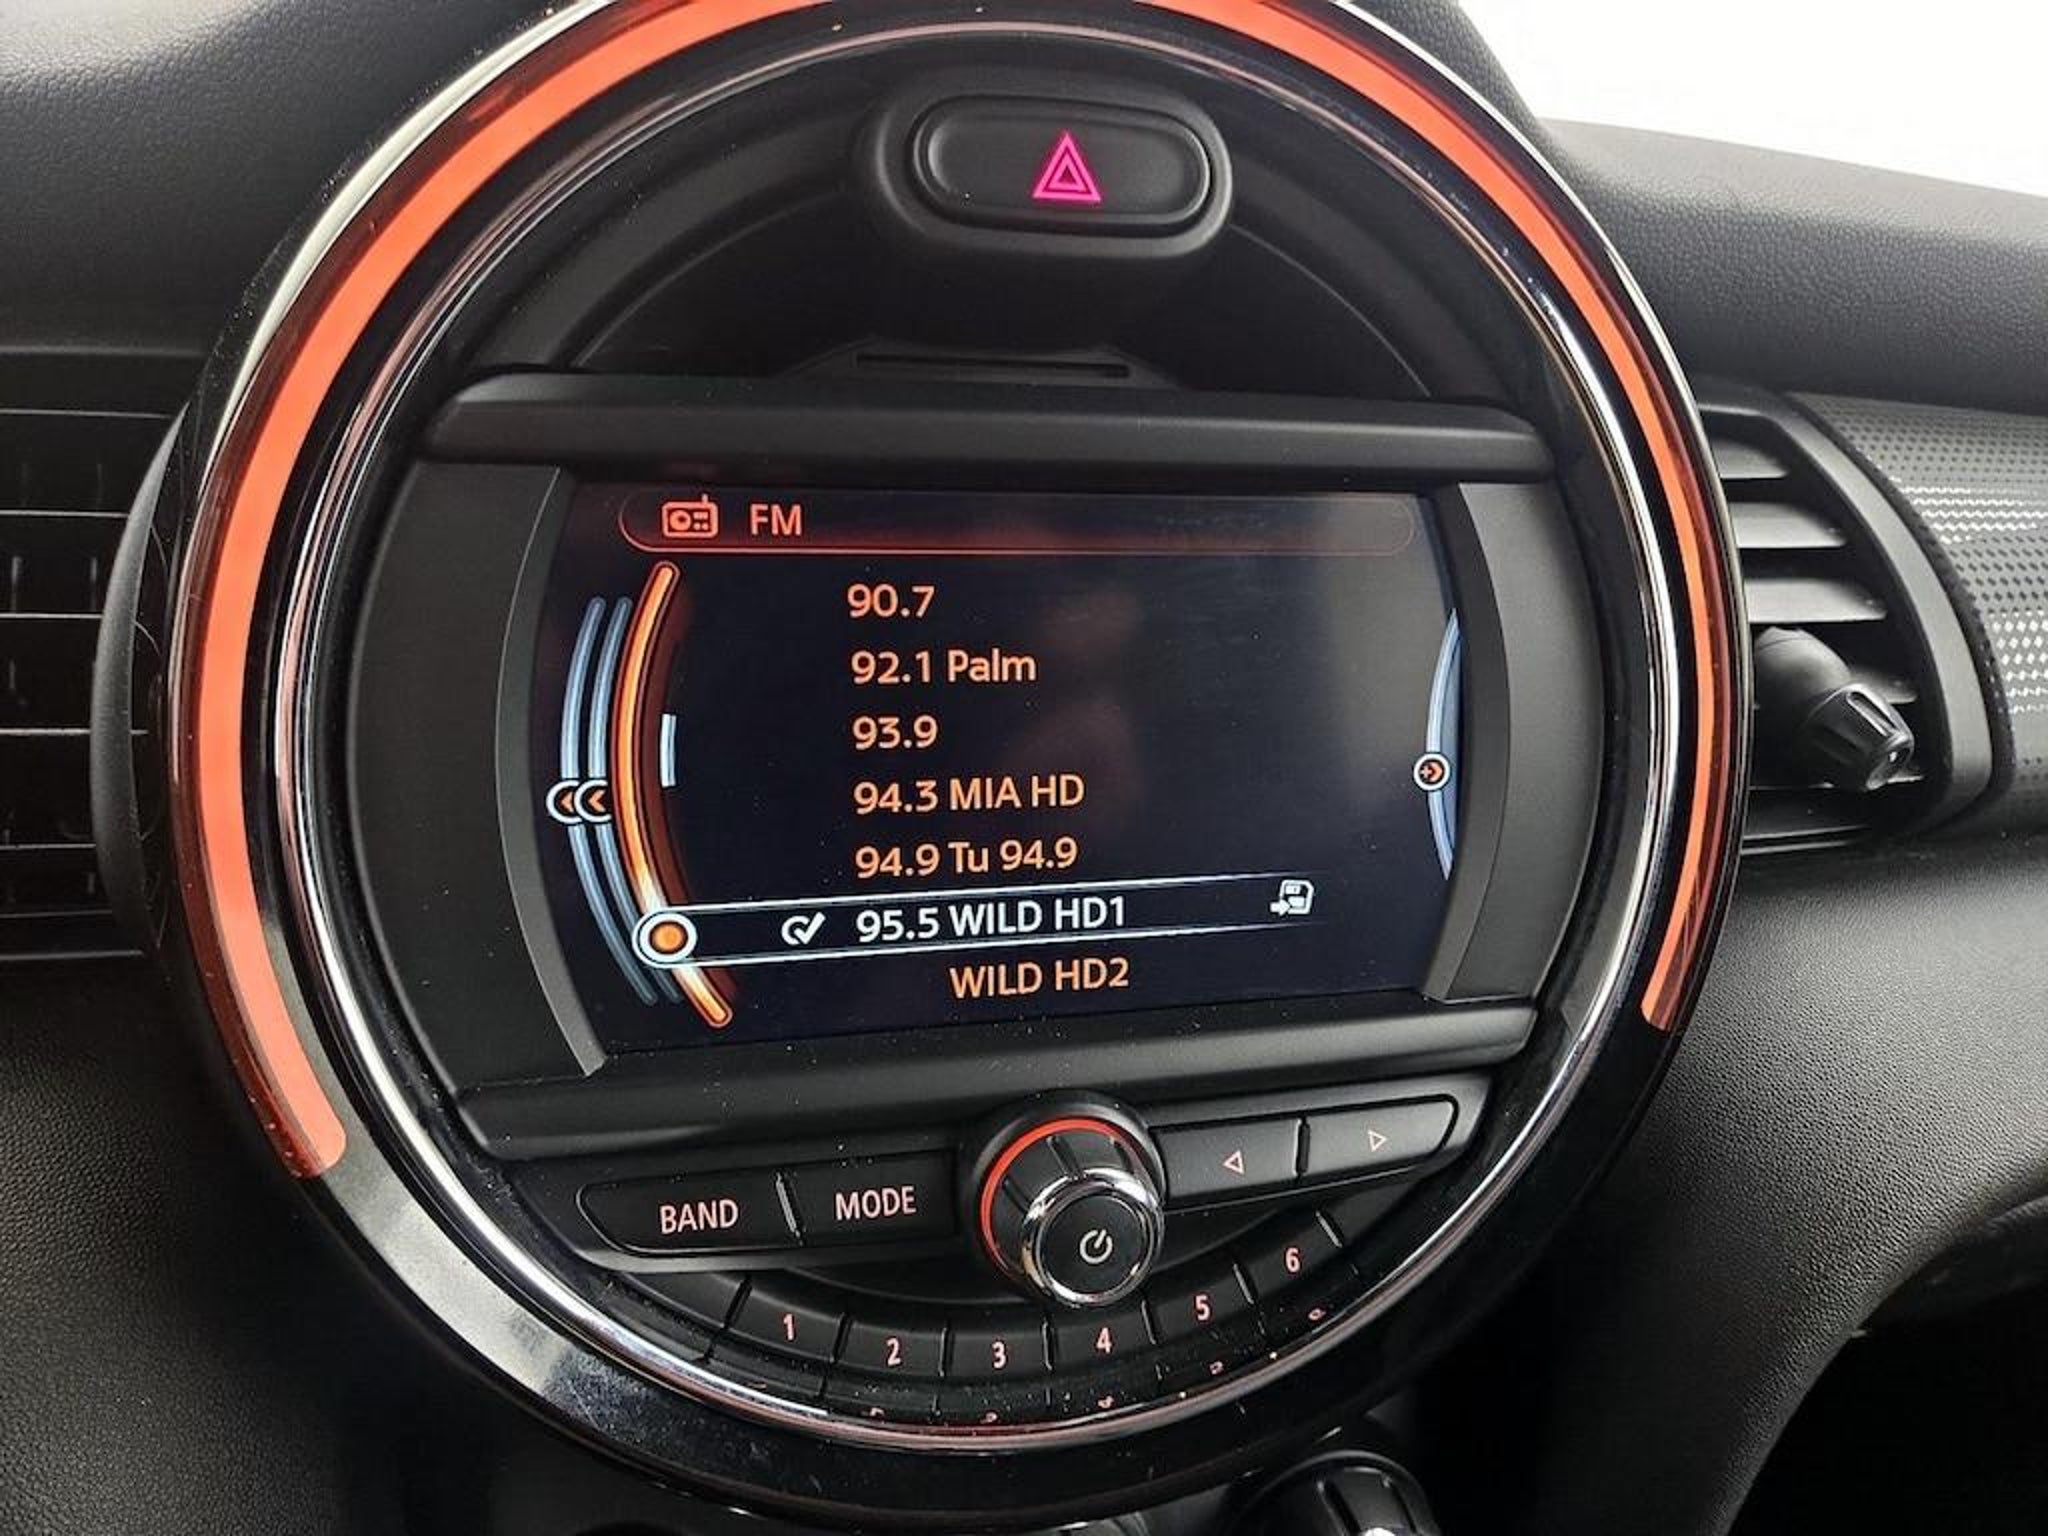 FM
90.7
92.1 Palm
93.9
94.3 MIA HD
94.9 Tu 94.9
95.5 WILD HD1
WILD HD2
BAND MODE
1 2 3 4 5 6